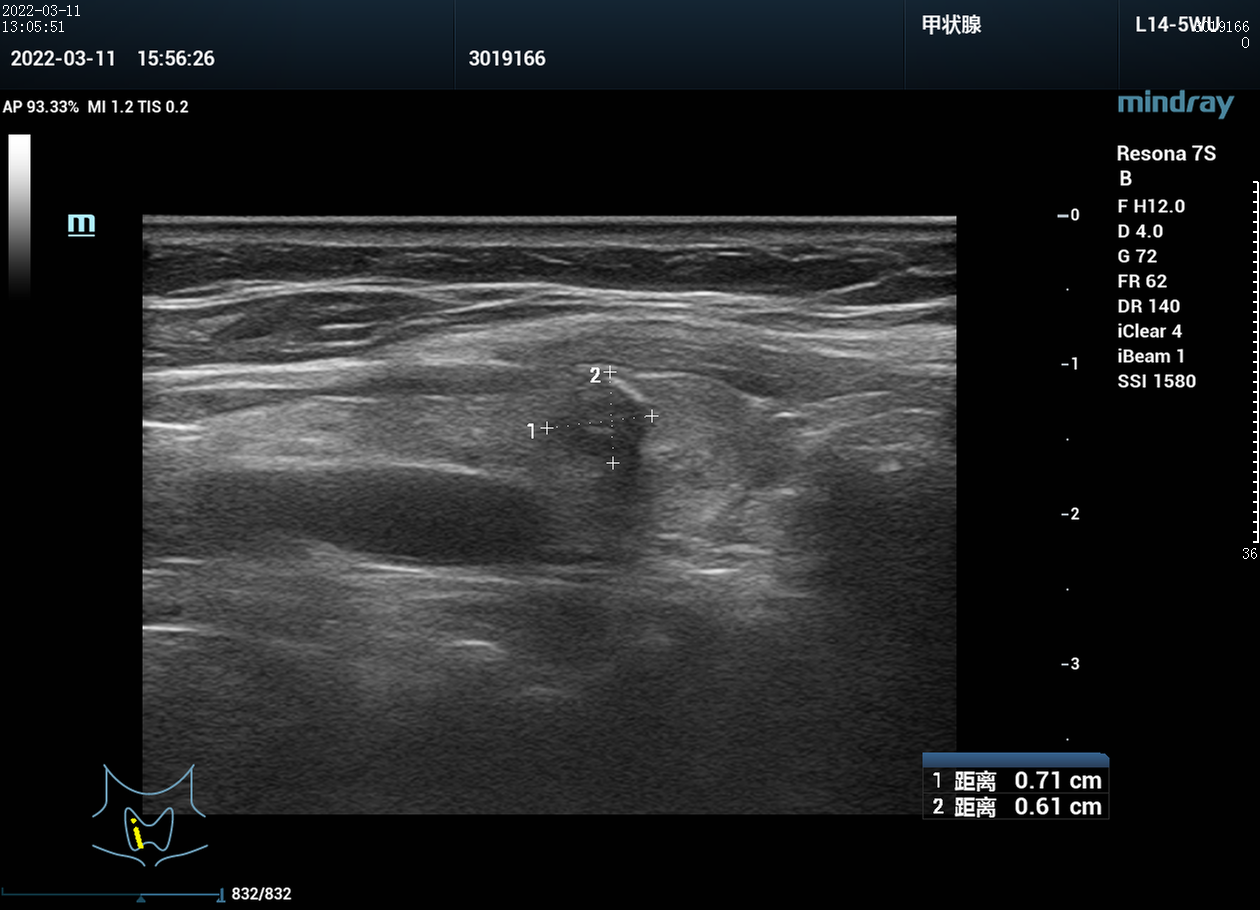 2022-03-11
13:05:51
2022-03-11 15:56:26
3019166
甲状腺
L14-5WU
3019166
0
AP 93.33% MI 1.2 TIS 0.2
mindray
Resona 7S
B
F H12.0
D 4.0
G 72
FR 62
DR 140
iClear 4
iBeam 1
SSI 1580
m
0
-1
-2
-3
36
2
1
1 距离 0.71 cm
2 距离 0.61 cm
832/832